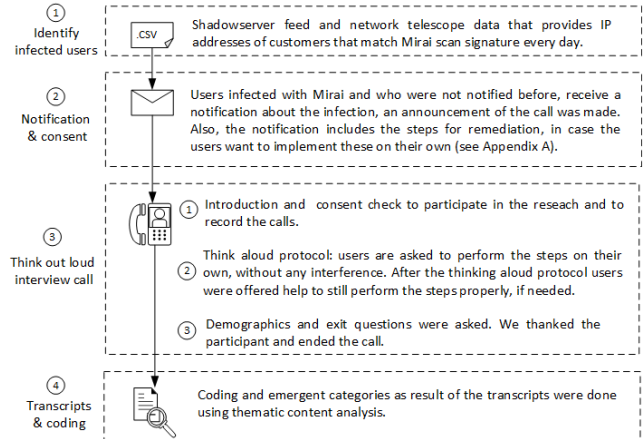 1
Identify
infected users
.CSV
Shadowserver feed and network telescope data that provides IP
addresses of customers that match Mirai scan signature every day.
2
Notification
& consent
Users infected with Mirai and who were not notified before, receive a
notification about the infection, an announcement of the call was made.
Also, the notification includes the steps for remediation, in case the
users want to implement these on their own (see Appendix A).
3
Think out loud
interview call
1 Introduction and consent check to participate in the reseach and to
record the calls.
2 Think aloud protocol: users are asked to perform the steps on their
own, without any interference. After the thinking aloud protocol users
were offered help to still perform the steps properly, if needed.
3 Demographics and exit questions were asked. We thanked the
participant and ended the call.
4
Transcripts
& coding
Coding and emergent categories as result of the transcripts were done
using thematic content analysis.